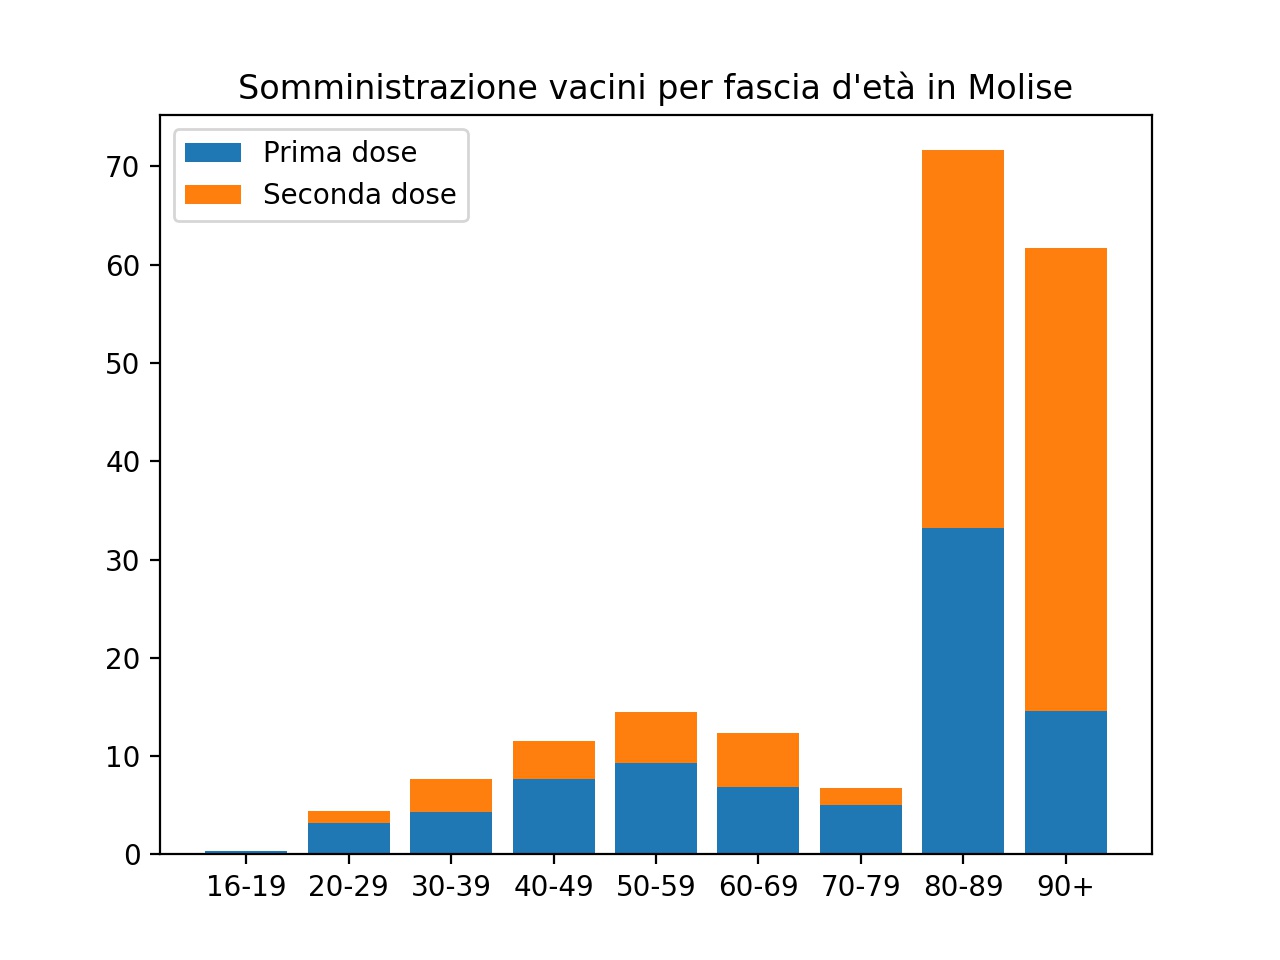 Somministrazione vacini per fascia d'età in Molise
Prima dose
Seconda dose
70
60
50
40
30
20
10
0
16-19 20-29 30-39 40-49 50-59 60-69 70-79 80-89 90+